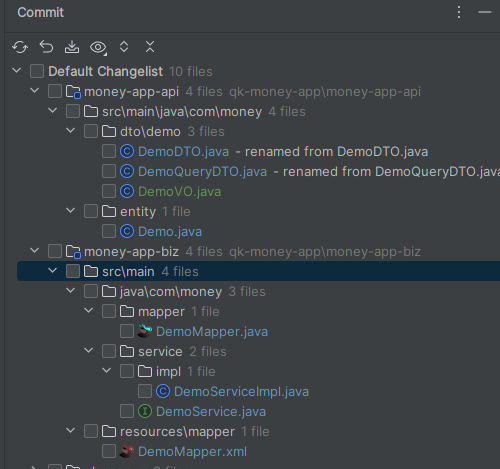 Commit
Default Changelist 10 files
money-app-api 4 files qk-money-app\money-app-api
src\main\java\com\money 4 files
dto\demo 3 files
DemoDTO.java - renamed from DemoDTO.java
DemoQueryDTO.java - renamed from DemoQueryDTO.java
DemoVO.java
entity 1 file
Demo.java
money-app-biz 4 files qk-money-app\money-app-biz
src\main 4 files
java\com\money 3 files
mapper 1 file
DemoMapper.java
service 2 files
impl 1 file
DemoServiceImpl.java
DemoService.java
resources\mapper 1 file
DemoMapper.xml